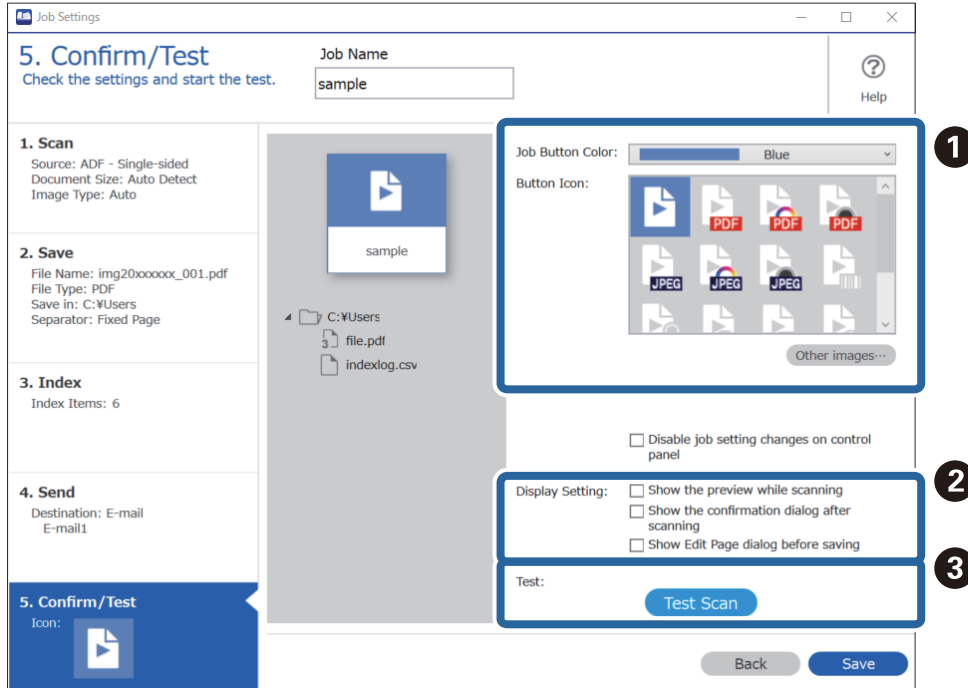 Job Settings
5. Confirm/Test
Check the settings and start the test.
Job Name
sample
Help
1. Scan
Source: ADF - Single-sided
Document Size: Auto Detect
Image Type: Auto
2. Save
File Name: img20xxxxxx_001.pdf
File Type: PDF
Save in: C:¥Users
Separator: Fixed Page
3. Index
Index Items: 6
4. Send
Destination: E-mail
E-mail1
5. Confirm/Test
Icon:
sample
C:¥Users
3 file.pdf
indexlog.csv
1
Job Button Color: Blue
Button Icon:
PDF PDF PDF
JPEG JPEG JPEG
Other images...
Disable job setting changes on control
panel
2
Display Setting: Show the preview while scanning
Show the confirmation dialog after
scanning
Show Edit Page dialog before saving
3
Test:
Test Scan
Back Save